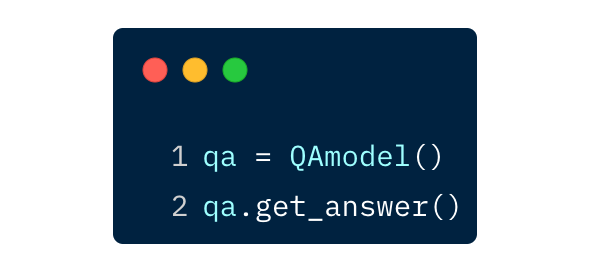 1 qa = QAmodel()
2 qa.get_answer()